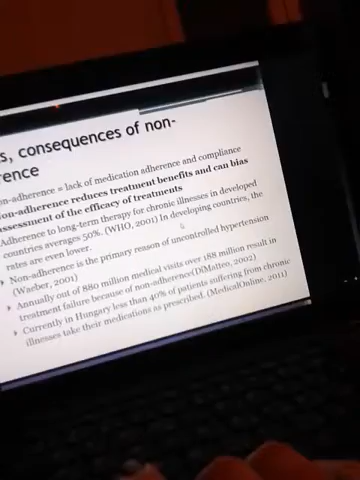 s, consequences of non-
rence
on-adherence = lack of medication adherence and compliance
on-adherence reduces treatment benefits and can bias
assessment of the efficacy of treatments
Adherence to long-term therapy for chronic illnesses in developed
countries averages 50%. (WHO, 2001) In developing countries, the
rates are even lower.
Non-adherence is the primary reason of uncontrolled hypertension
(Waeber, 2001)
Annually out of 880 million medical visits over 188 million result in
treatment failure because of non-adherence(DiMatteo, 2002)
Currently in Hungary less than 40% of patients suffering from chronic
illnesses take their medications as prescribed. (MedicalOnline, 2011)